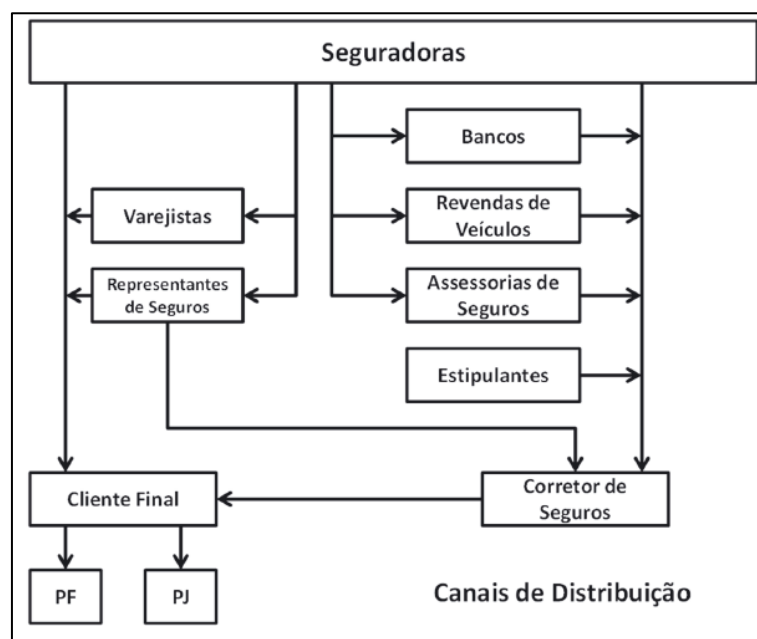 Seguradoras
Bancos
Varejistas
Revendas de
Veículos
Representantes
de Seguros
Assessorias de
Seguros
Estipulantes
Cliente Final
Corretor de
Seguros
PF
PJ
Canais de Distribuição